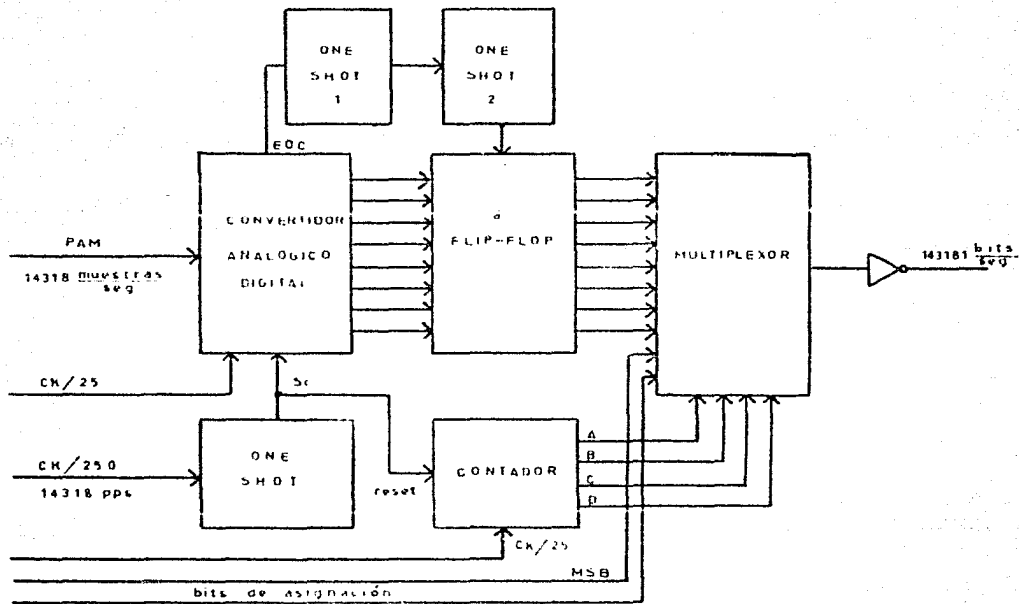 ONE SHOT 1
ONE SHOT 2
EOC
CONVERTIDOR ANALOGICO DIGITAL
FLIP-FLOP
MULTIPLEXOR
PAM
14318 muestras/seg
143181 bits/seg
CK/25
Sc
CK/250
14318 pps
ONE SHOT
reset
CONTADOR
A
B
C
D
CK/25
MSB
bits de asignación